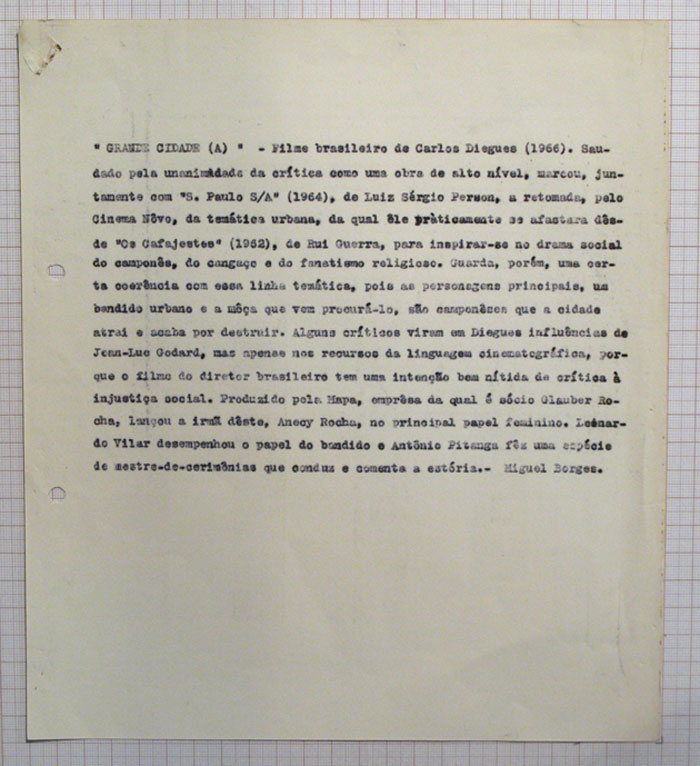 " GRANDE CIDADE (A) " - Filme brasileiro de Carlos Diegues (1966). Sau-
dado pela unanimidade da crítica como uma obra de alto nível, marcou, jun-
tamente com "S. Paulo S/A" (1964), de Luiz Sérgio Person, a retomada, pelo
Cinema Nôvo, da temática urbana, da qual êle pràticamente se afastara dês-
de "Os Cafajestes" (1962), de Rui Guerra, para inspirar-se no drama social
do camponês, do cangaço e do fanatismo religioso. Guarda, porém, uma cer-
ta coerência com essa linha temática, pois as personagens principais, um
bandido urbano e a môça que vem procurá-lo, são camponêses que a cidade
atrai e acaba por destruir. Alguns críticos viram em Diegues influências de
Jean-Luc Godard, mas apenas nos recursos da linguagem cinematográfica, por-
que o filme do diretor brasileiro tem uma intenção bem nítida de crítica à
injustiça social. Produzido pela Mapa, emprêsa da qual é sócio Glauber Ro-
cha, lançou a irmã dêste, Anecy Rocha, no principal papel feminino. Leônar-
do Vilar desempenhou o papel do bandido e Antônio Pitanga fêz uma espécie
de mestre-de-cerimônias que conduz e comenta a estória.- Miguel Borges.